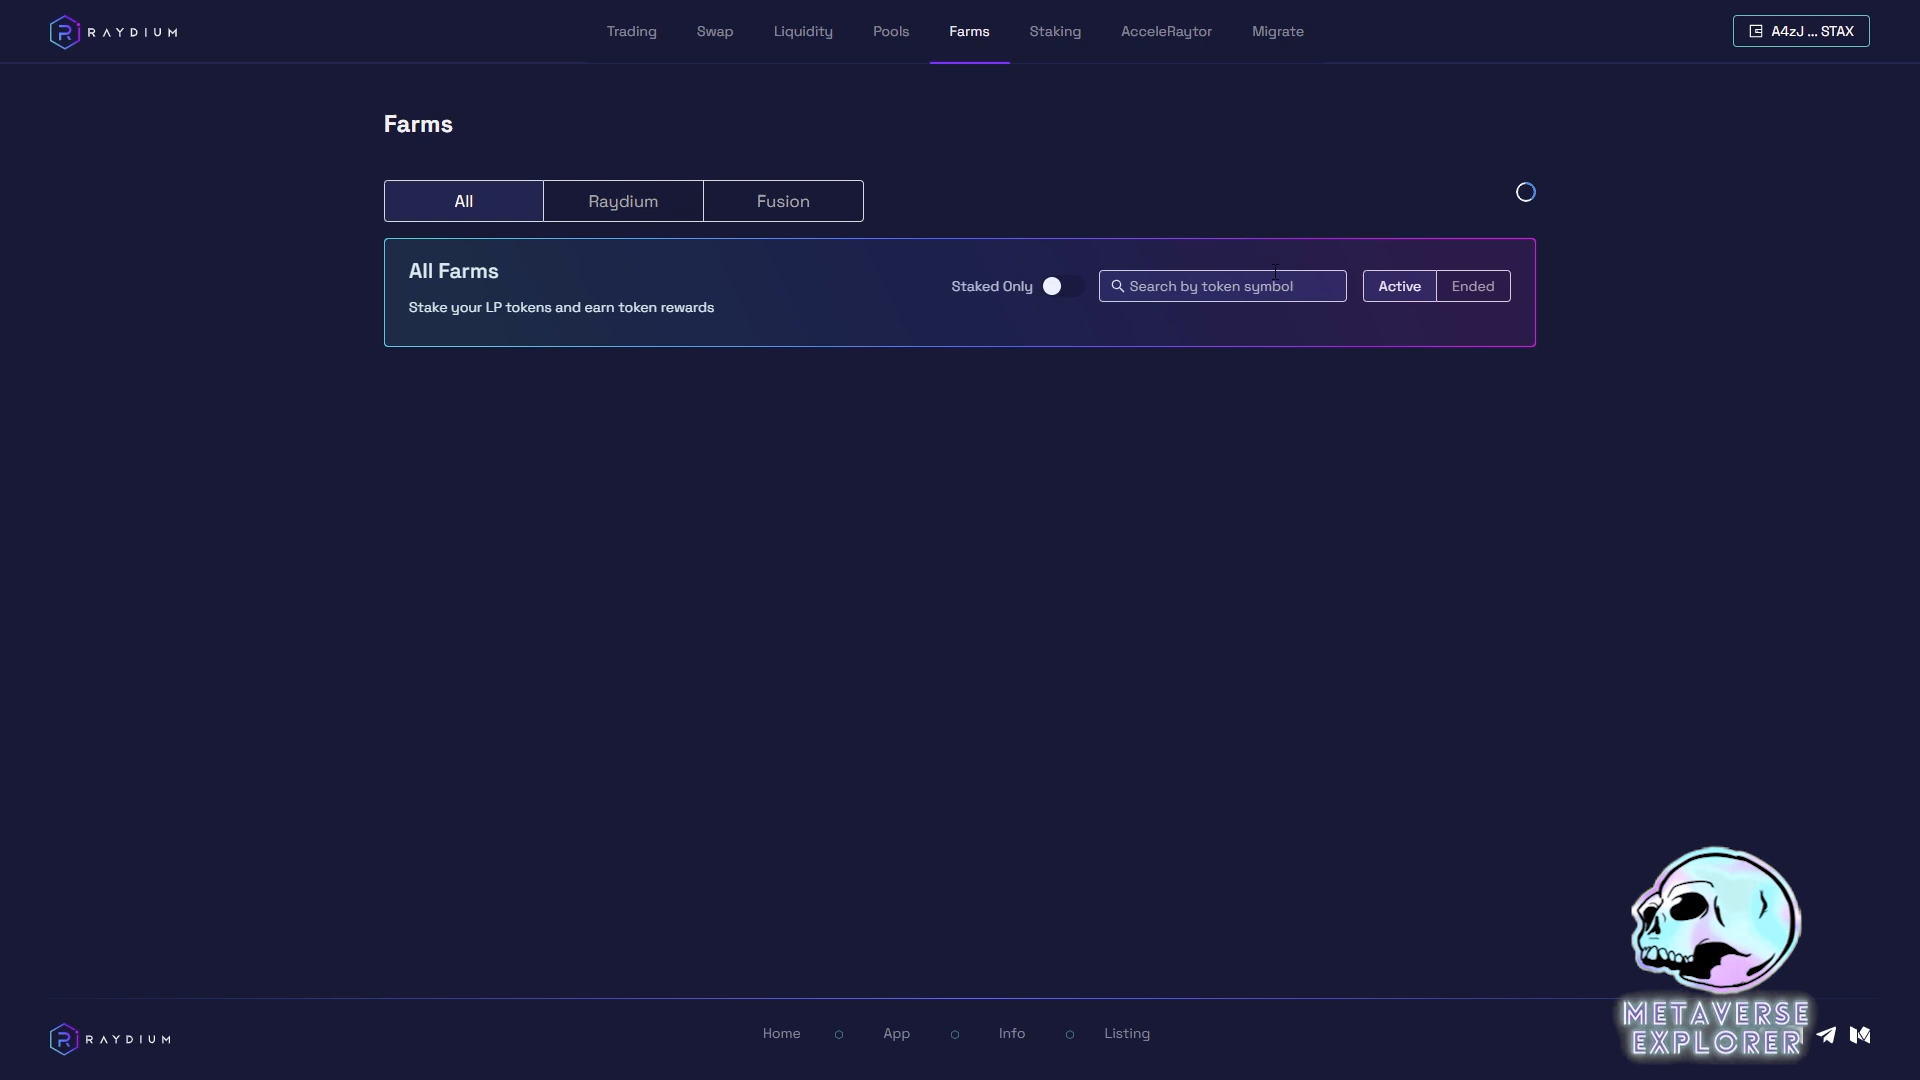 RAYDIUM
Trading
Swap
Liquidity
Pools
Farms
Staking
AcceleRaytor
Migrate
A4zJ ... STAX
Farms
All
Raydium
Fusion
All Farms
Stake your LP tokens and earn token rewards
Staked Only
Search by token symbol
Active
Ended
RAYDIUM
Home
App
Info
Listing
METAVERSE
EXPLORER